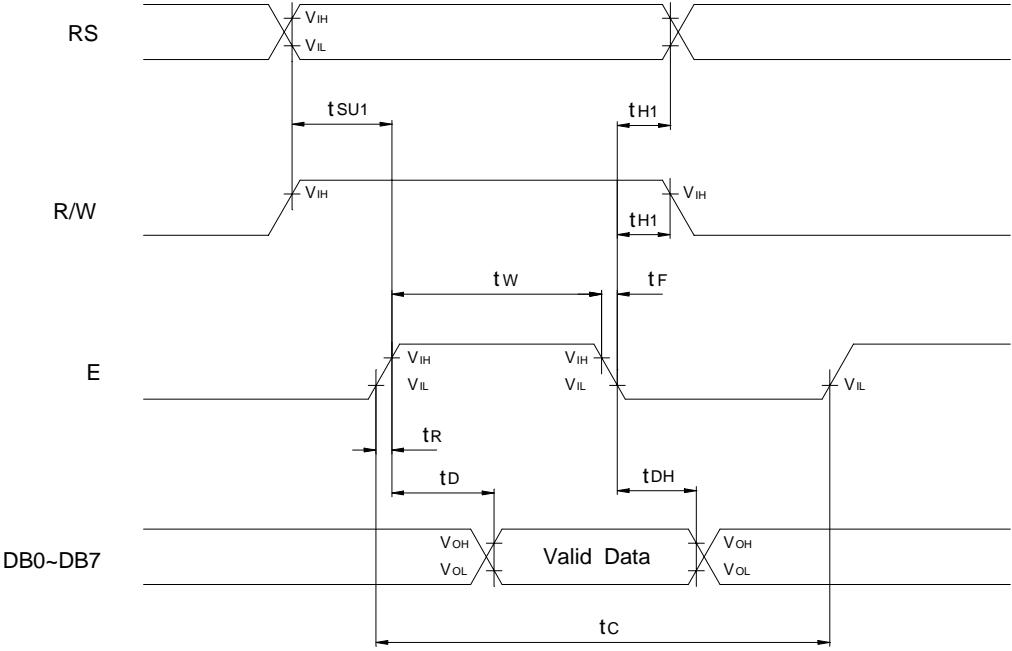 RS
VIH
VIL
tSU1
tH1
R/W
VIH
VIH
tH1
tW
tF
E
VIH
VIH
VIL
VIL
VIL
tR
tD
tDH
DB0~DB7
VOH
VOL
Valid Data
VOH
VOL
tC